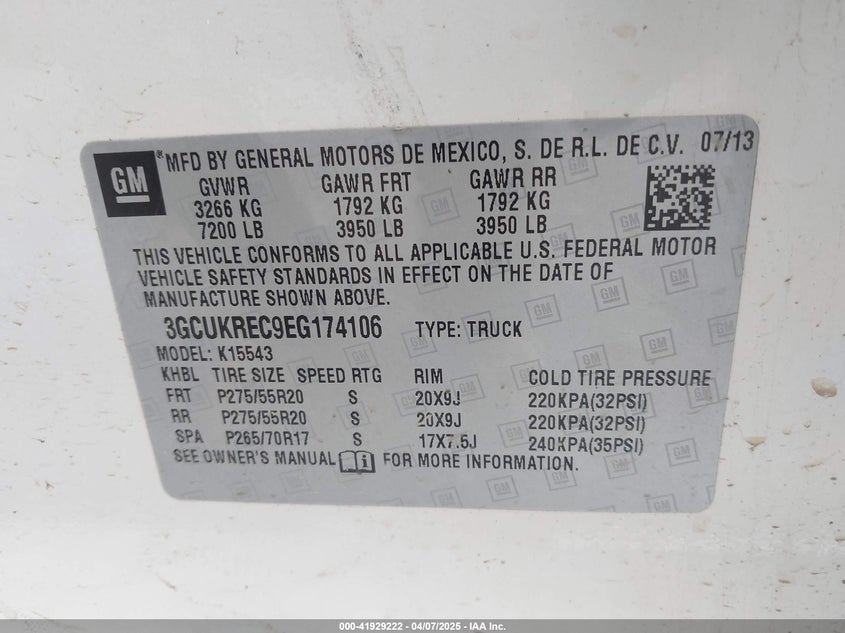 GM ® MFD BY GENERAL MOTORS DE MEXICO, S. DE R.L. DE C.V. 07/13
GVWR GAWR FRT GAWR RR
3266 KG 1792 KG 1792 KG
7200 LB 3950 LB 3950 LB
THIS VEHICLE CONFORMS TO ALL APPLICABLE U.S. FEDERAL MOTOR
VEHICLE SAFETY STANDARDS IN EFFECT ON THE DATE OF
MANUFACTURE SHOWN ABOVE.
3GCUKREC9EG174106 TYPE: TRUCK
MODEL: K15543
KHBL TIRE SIZE SPEED RTG RIM COLD TIRE PRESSURE
FRT P275/55R20 S 20X9J 220KPA(32PSI)
RR P275/55R20 S 20X9J 220KPA(32PSI)
SPA P265/70R17 S 17X7.5J 240KPA(35PSI)
SEE OWNER'S MANUAL FOR MORE INFORMATION.
000-41929222 - 04/07/2025 - IAA Inc.